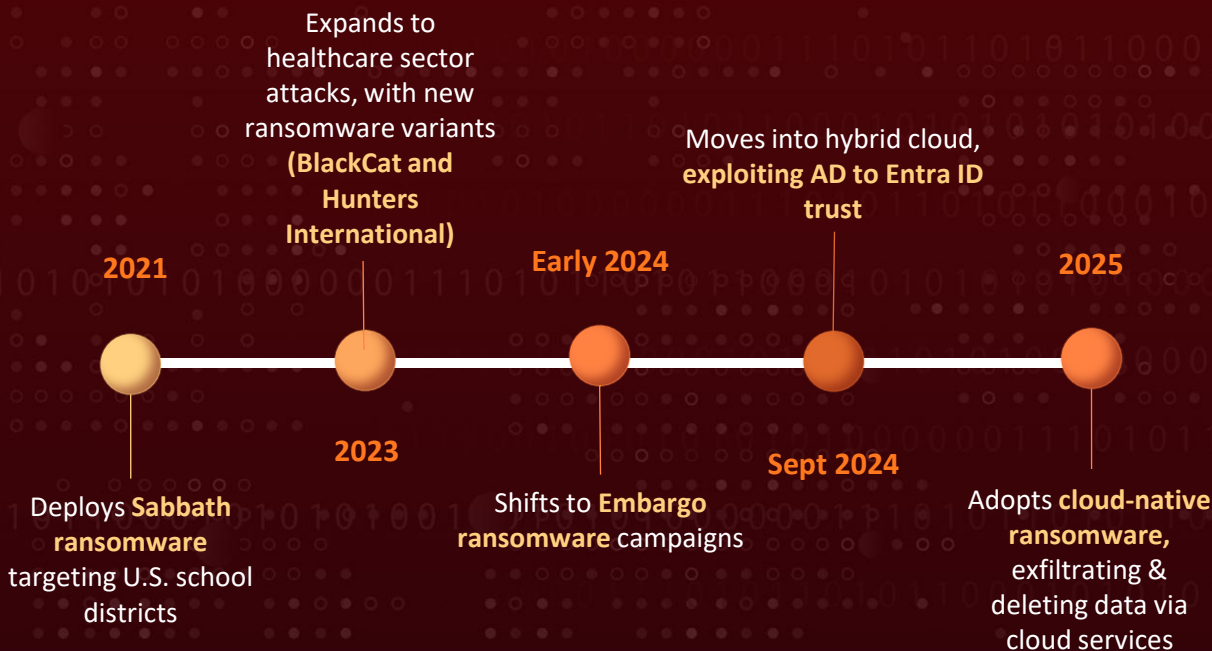 2021
Deploys Sabbath
ransomware
targeting U.S. school
districts
Expands to
healthcare sector
attacks, with new
ransomware variants
(BlackCat and
Hunters
International)
2023
Early 2024
Shifts to Embargo
ransomware campaigns
Moves into hybrid cloud,
exploiting AD to Entra ID
trust
Sept 2024
2025
Adopts cloud-native
ransomware,
exfiltrating &
deleting data via
cloud services